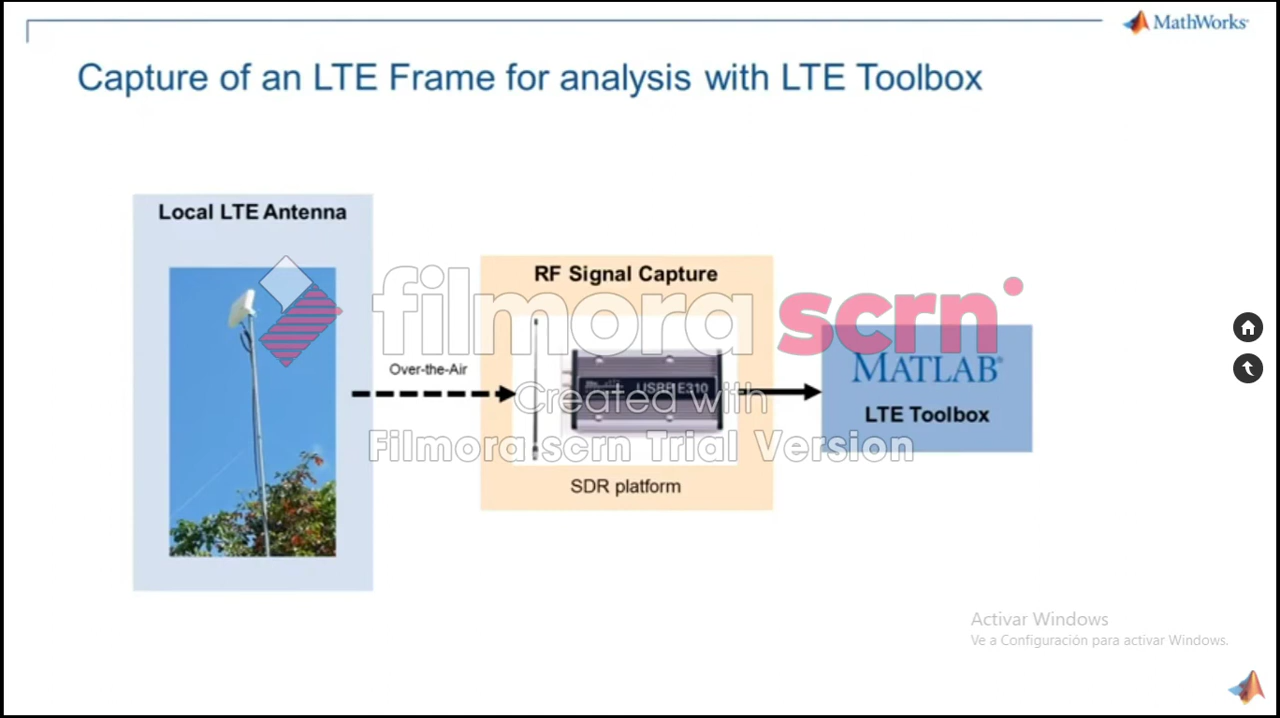 MathWorks®
Capture of an LTE Frame for analysis with LTE Toolbox
Local LTE Antenna
Over-the-Air
RF Signal Capture
USRP E310
SDR platform
MATLAB®
LTE Toolbox
filmora scrn
Created with
Filmora scrn Trial Version
Activar Windows
Ve a Configuración para activar Windows.